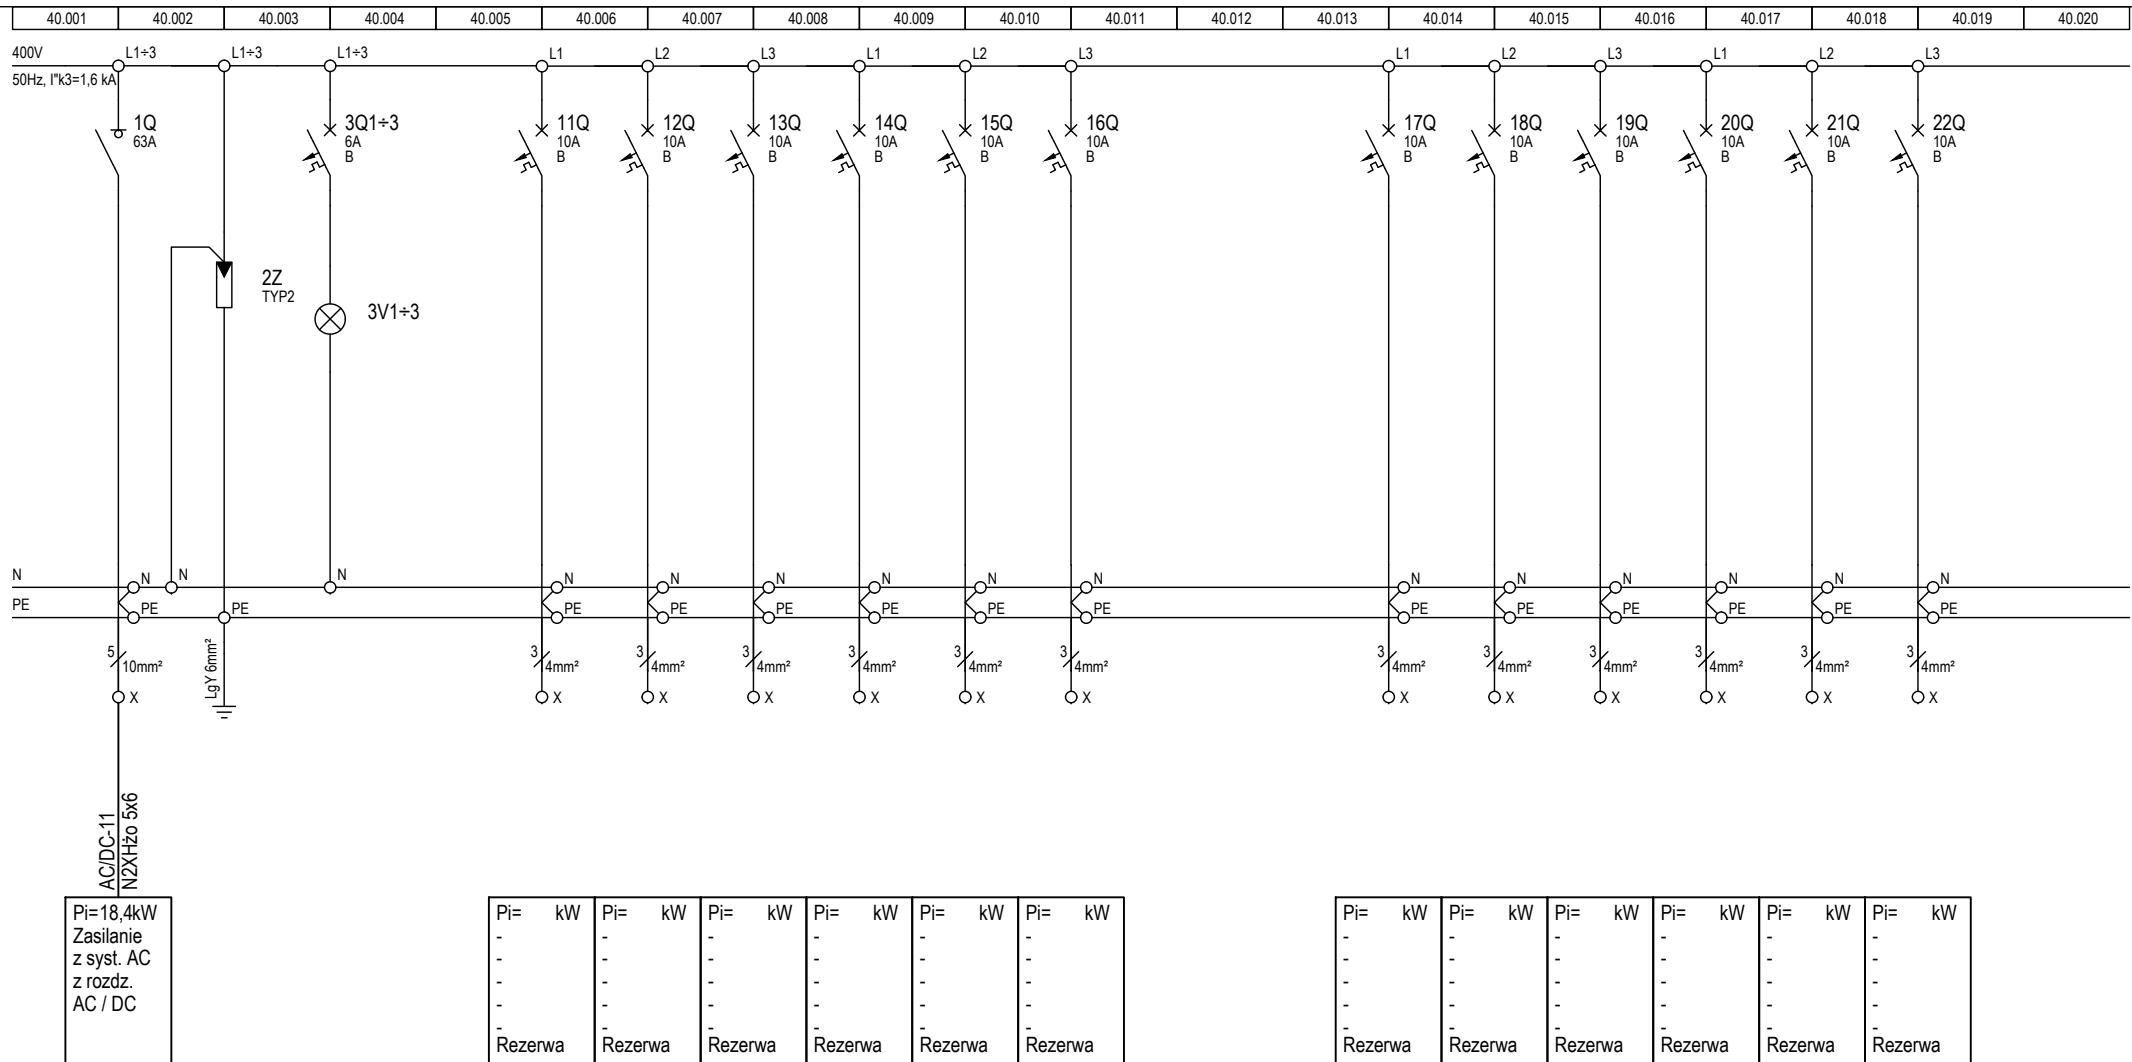 40.001 40.002 40.003 40.004 40.005 40.006 40.007 40.008 40.009 40.010 40.011 40.012 40.013 40.014 40.015 40.016 40.017 40.018 40.019 40.020
400V L1÷3 L1÷3 L1÷3 L1 L2 L3 L1 L2 L3 L1 L2 L3 L1 L2 L3
50Hz, I"k3=1,6 kA
1Q 3Q1÷3 11Q 12Q 13Q 14Q 15Q 16Q 17Q 18Q 19Q 20Q 21Q 22Q
63A 6A 10A 10A 10A 10A 10A 10A 10A 10A 10A 10A 10A 10A
B B B B B B B B B B B B B
2Z
TYP2
3V1÷3
N N N N N N N N N N N N N N N N
PE PE PE PE PE PE PE PE PE PE PE PE PE PE PE
5 10mm² LgY 6mm² 3 4mm² 3 4mm² 3 4mm² 3 4mm² 3 4mm² 3 4mm² 3 4mm² 3 4mm² 3 4mm² 3 4mm² 3 4mm² 3 4mm²
X X X X X X X X X X X X X
AC/DC-11
N2XHżo 5x6
Pi=18,4kW
Zasilanie
z syst. AC
z rozdz.
AC / DC
Pi= kW Pi= kW Pi= kW Pi= kW Pi= kW Pi= kW Pi= kW Pi= kW Pi= kW Pi= kW Pi= kW Pi= kW
- - - - - - - - - - - -
- - - - - - - - - - - -
- - - - - - - - - - - -
- - - - - - - - - - - -
- - - - - - - - - - - -
Rezerwa Rezerwa Rezerwa Rezerwa Rezerwa Rezerwa Rezerwa Rezerwa Rezerwa Rezerwa Rezerwa Rezerwa